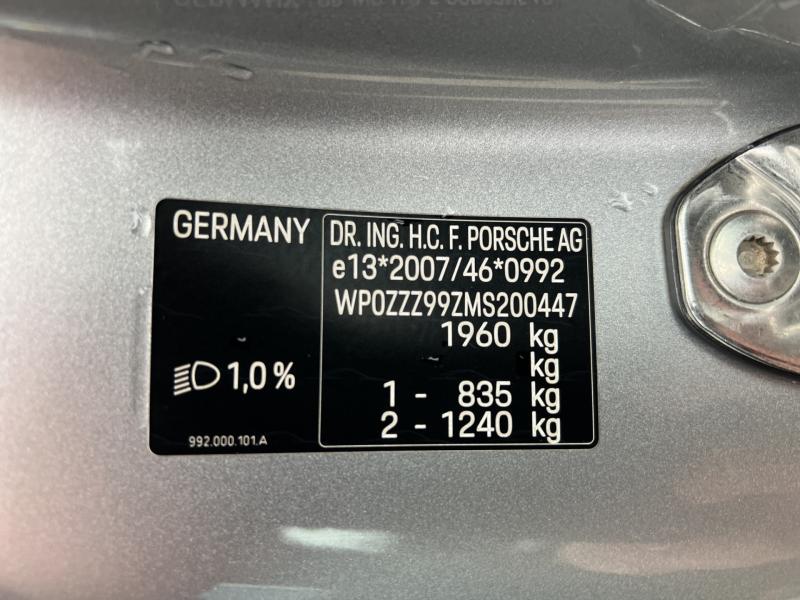 GERMANY
1,0%
992.000.101.A
DR. ING. H.C. F. PORSCHE AG
e13*2007/46*0992
WP0ZZZ99ZMS200447
1960 kg
kg
1 - 835 kg
2 - 1240 kg